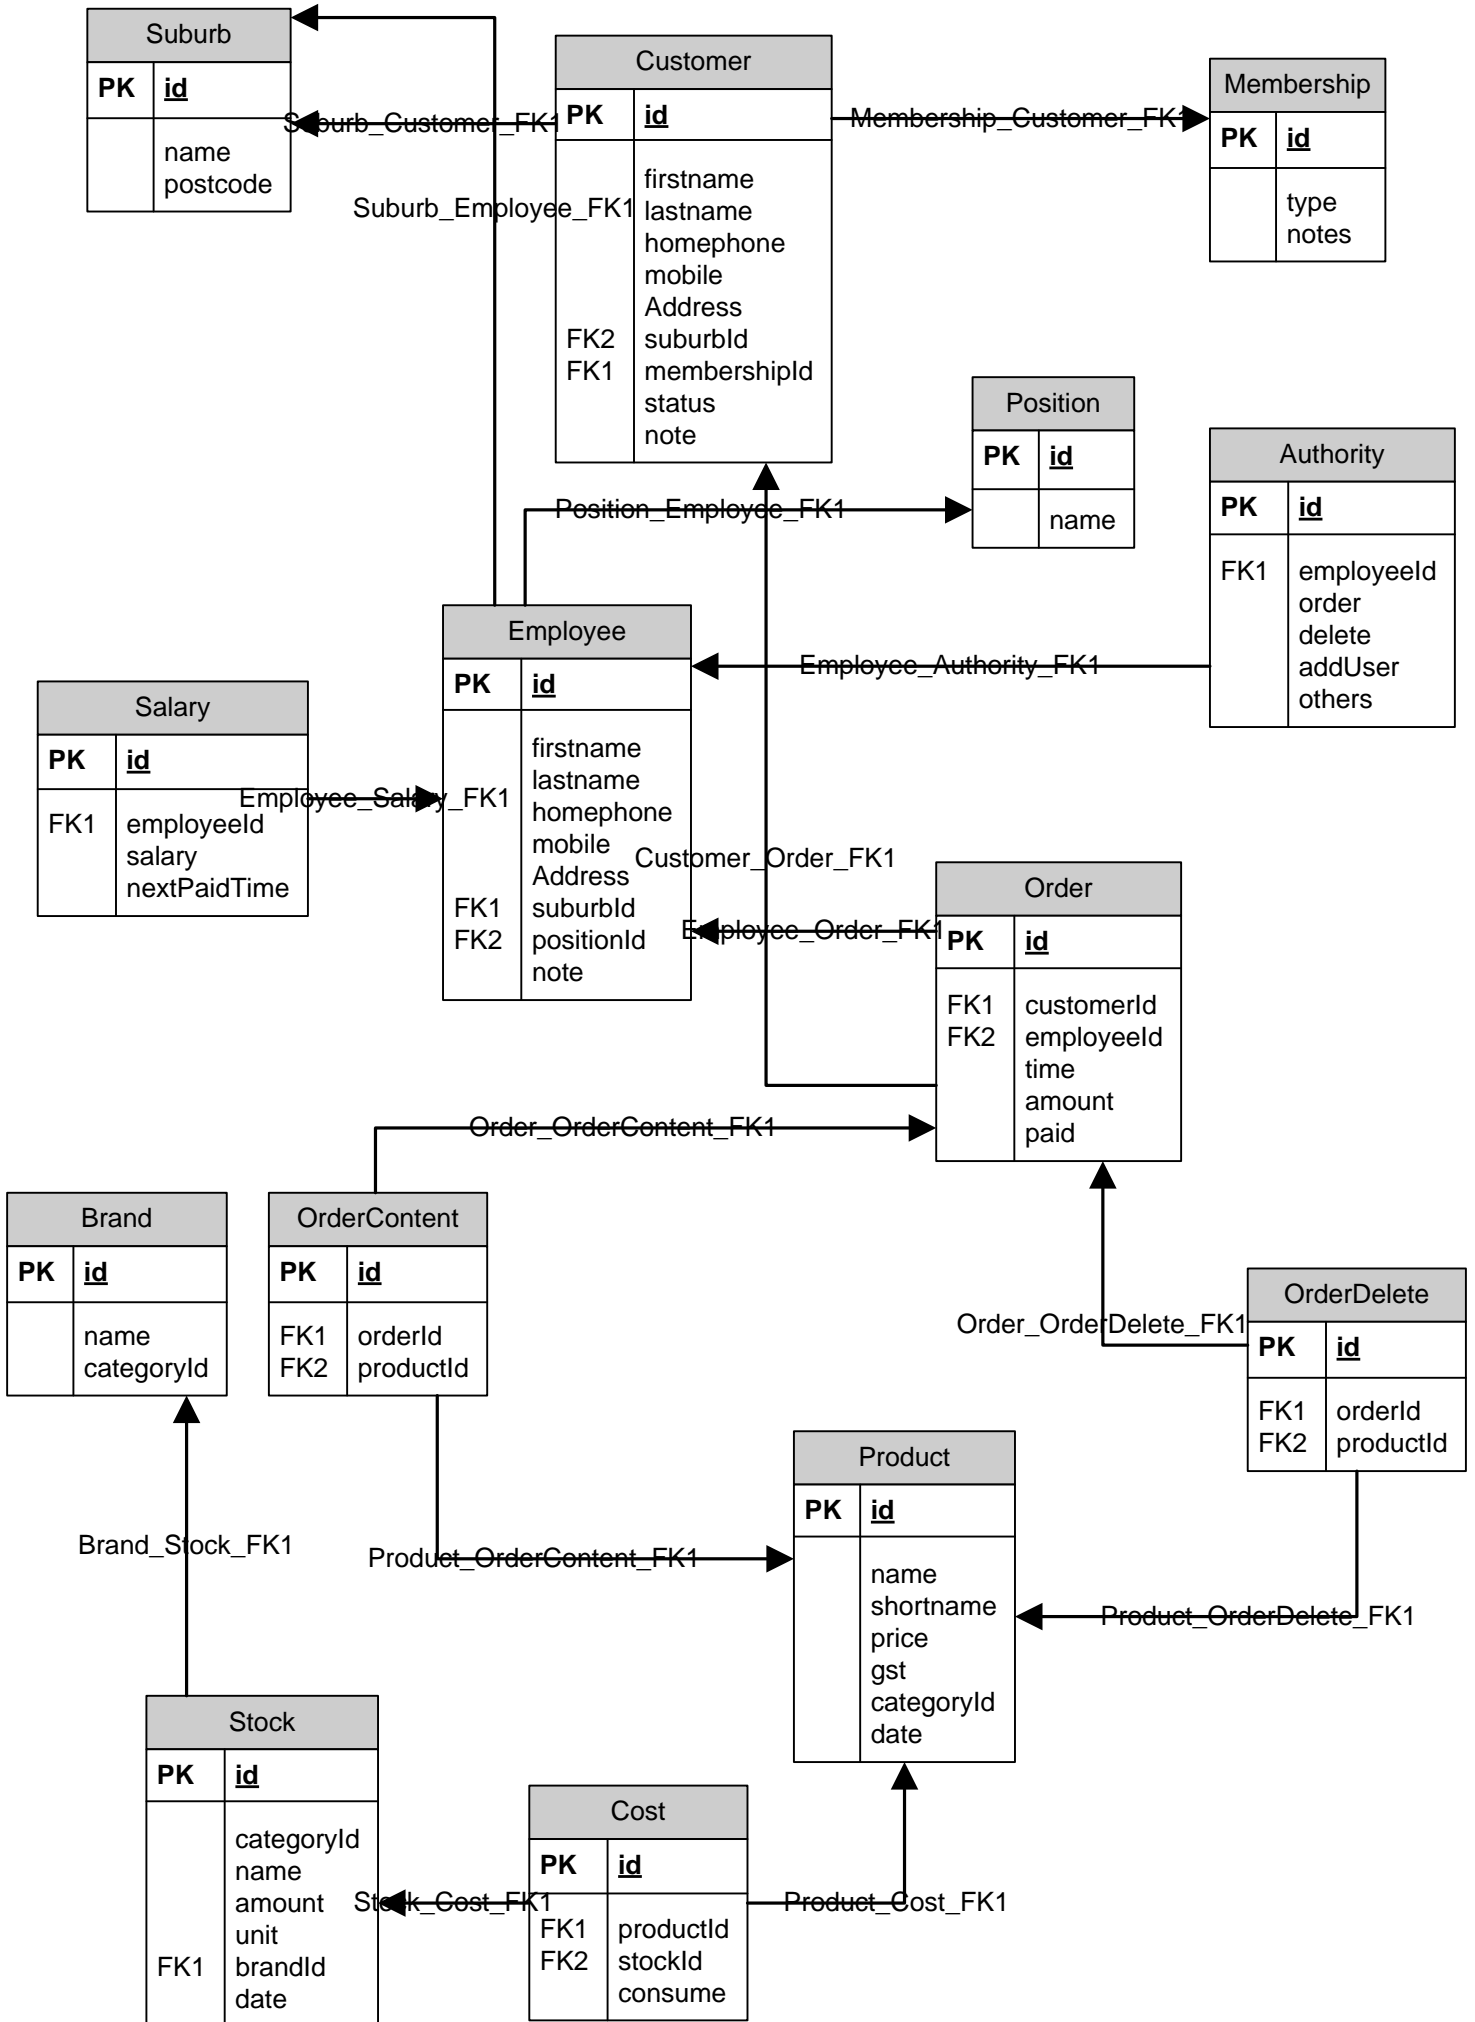 Suburb
PK id
name
postcode
Suburb_Customer_FK1
Suburb_Employee_FK1
Customer
PK id
firstname
lastname
homephone
mobile
Address
FK2 suburbId
FK1 membershipId
status
note
Membership_Customer_FK1
Membership
PK id
type
notes
Position
PK id
name
Position_Employee_FK1
Authority
PK id
FK1 employeeId
order
delete
addUser
others
Employee_Authority_FK1
Employee
PK id
firstname
lastname
homephone
mobile
Address
FK1 suburbId
FK2 positionId
note
Salary
PK id
FK1 employeeId
salary
nextPaidTime
Employee_Salary_FK1
Customer_Order_FK1
Employee_Order_FK1
Order
PK id
FK1 customerId
FK2 employeeId
time
amount
paid
Order_OrderContent_FK1
Brand
PK id
name
categoryId
OrderContent
PK id
FK1 orderId
FK2 productId
Order_OrderDelete_FK1
OrderDelete
PK id
FK1 orderId
FK2 productId
Brand_Stock_FK1
Product_OrderContent_FK1
Product
PK id
name
shortname
price
gst
categoryId
date
Product_OrderDelete_FK1
Stock
PK id
categoryId
name
amount
unit
FK1 brandId
date
Stock_Cost_FK1
Cost
PK id
FK1 productId
FK2 stockId
consume
Product_Cost_FK1